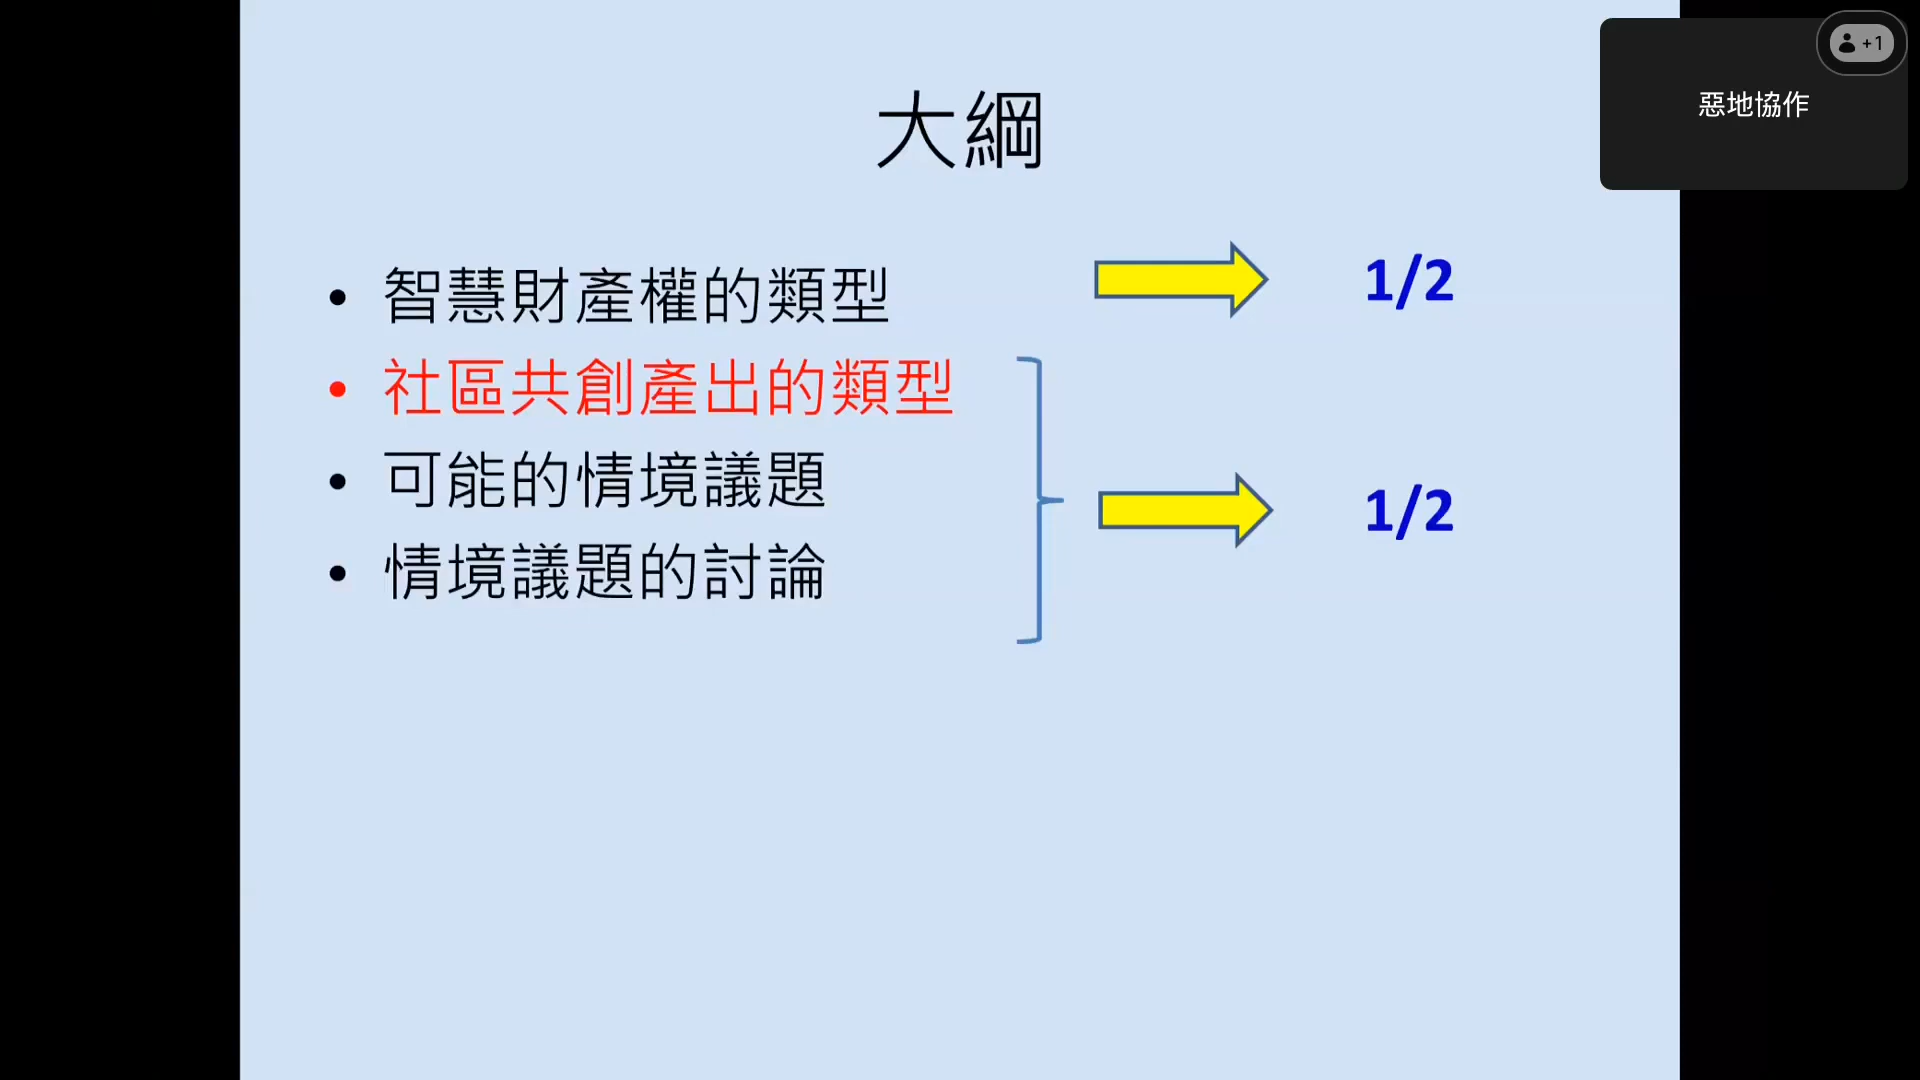 大綱
• 智慧財產權的類型
1/2
• 社區共創產出的類型
• 可能的情境議題
• 情境議題的討論
1/2
+1
惡地協作